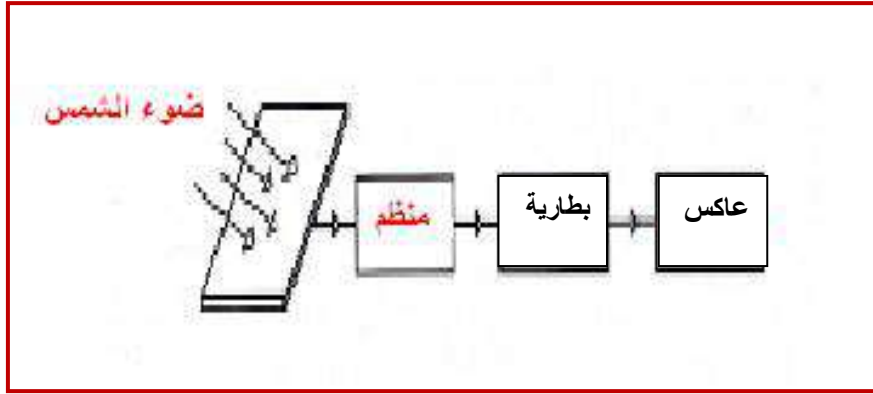 ضوء الشمس
منظم
بطارية
عاكس